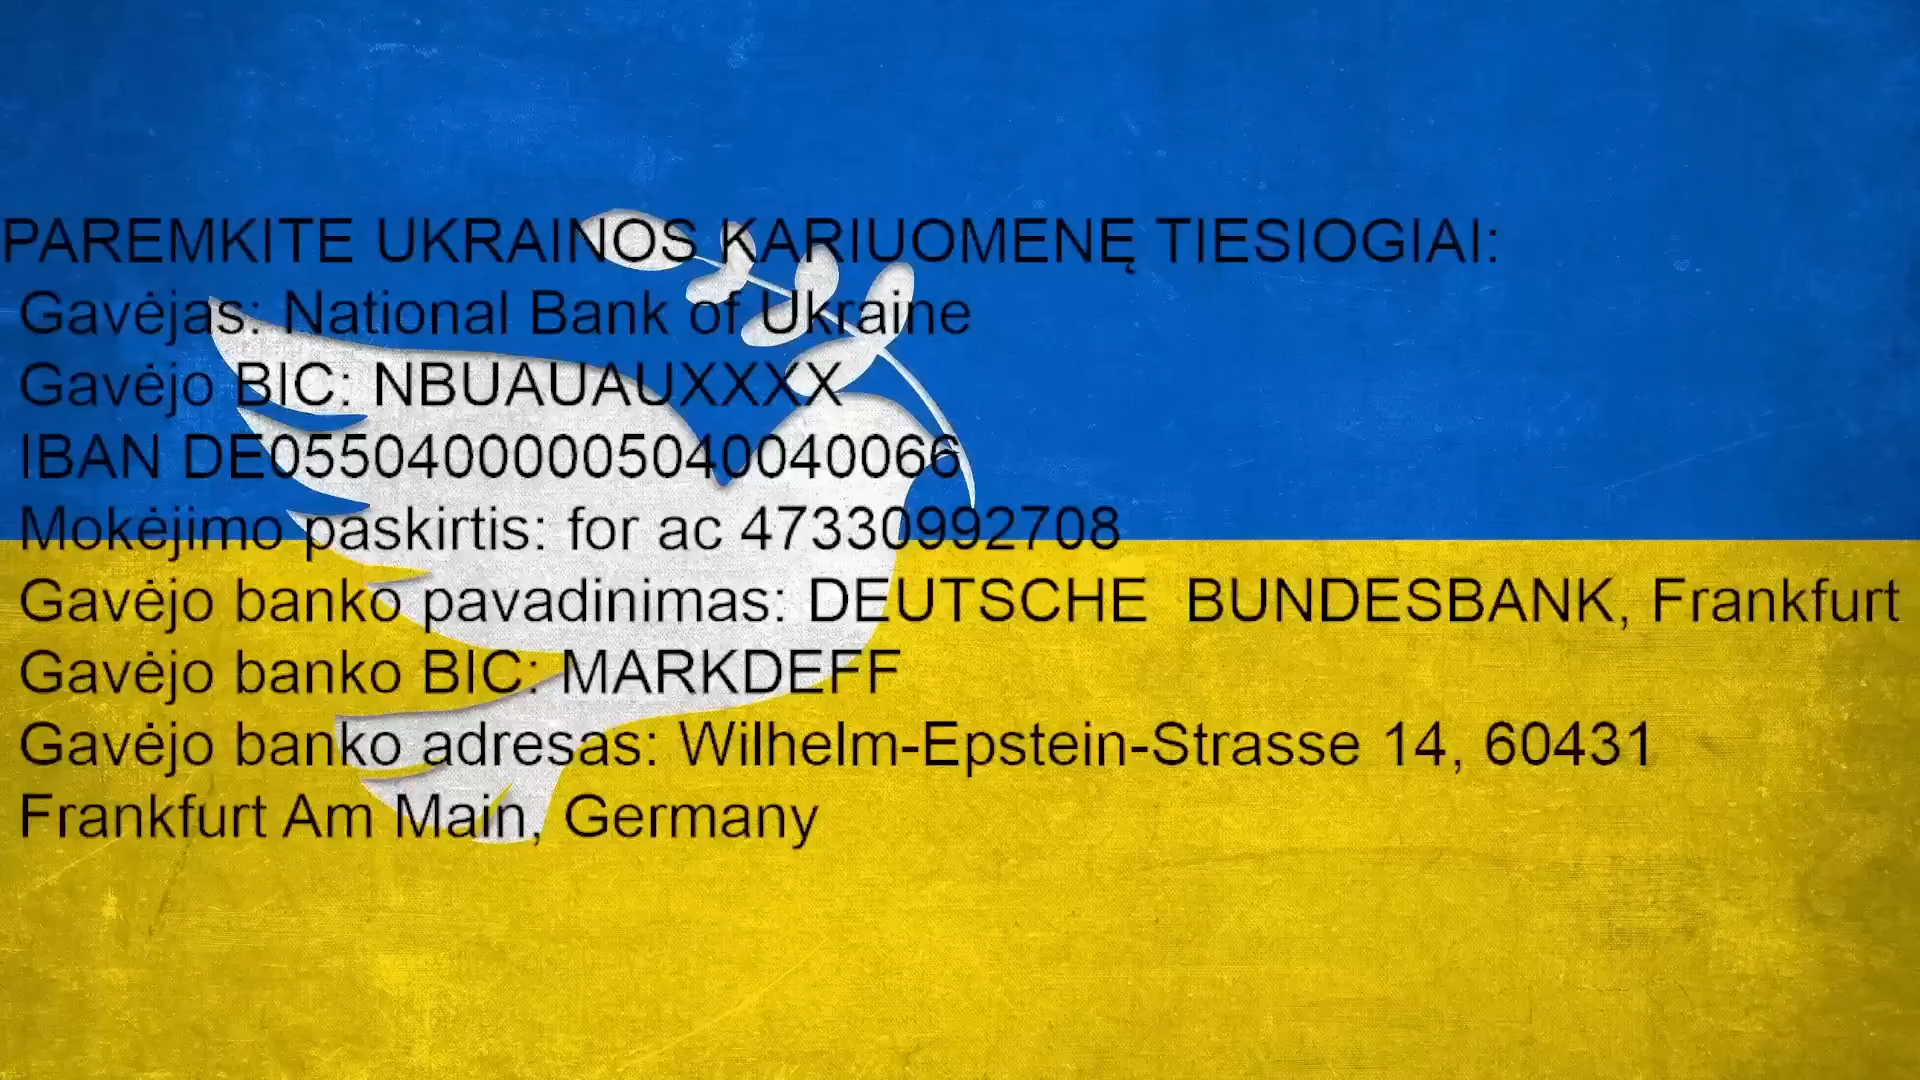 PAREMKITE UKRAINOS KARIUOMENĘ TIESIOGIAI:
Gavėjas: National Bank of Ukraine
Gavėjo BIC: NBUAUAUXXXX
IBAN DE05504000005040040066
Mokėjimo paskirtis: for ac 47330992708
Gavėjo banko pavadinimas: DEUTSCHE  BUNDESBANK, Frankfurt
Gavėjo banko BIC: MARKDEFF
Gavėjo banko adresas: Wilhelm-Epstein-Strasse 14, 60431
Frankfurt Am Main, Germany